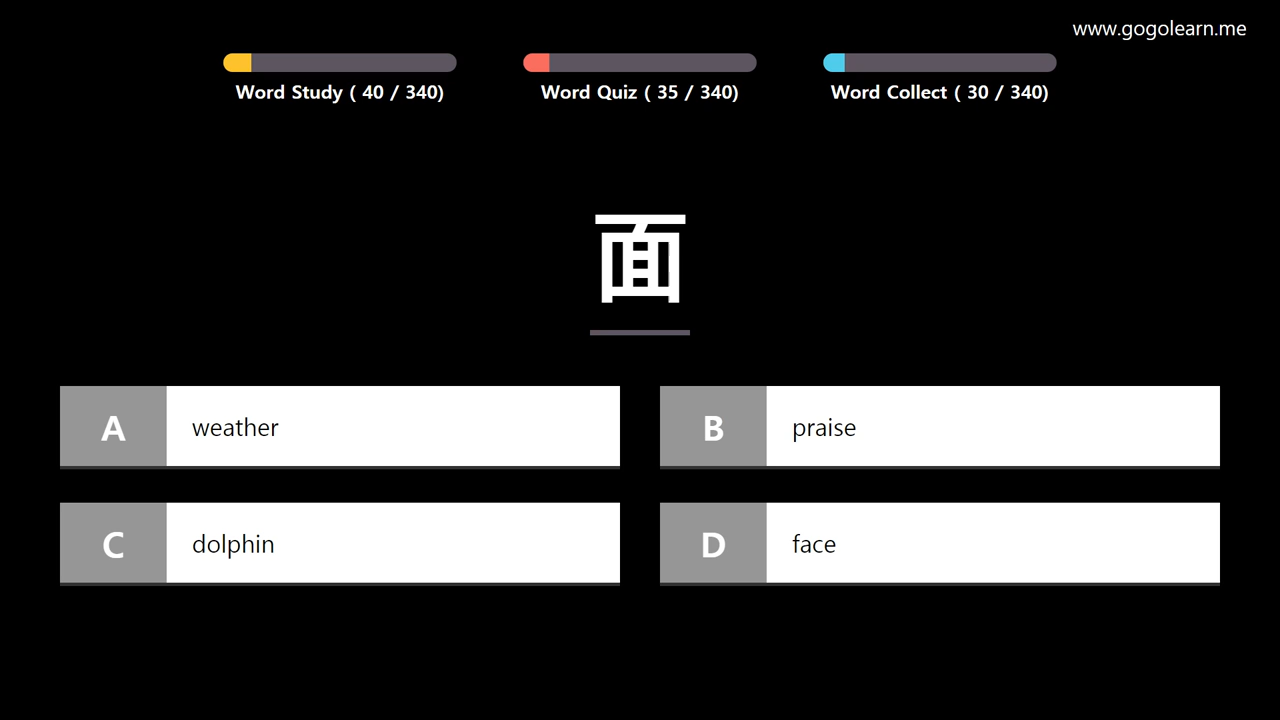 www.gogolearn.me
Word Study ( 40 / 340)
Word Quiz ( 35 / 340)
Word Collect ( 30 / 340)
面
A weather
B praise
C dolphin
D face